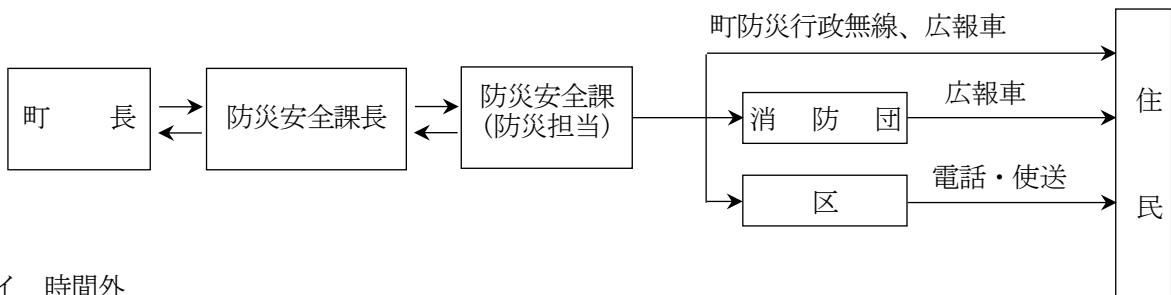 町防災行政無線、広報車
町　　長
防災安全課長
防災安全課
(防災担当)
広報車
消　防　団
電話・使送
区
住
民
イ　時間外